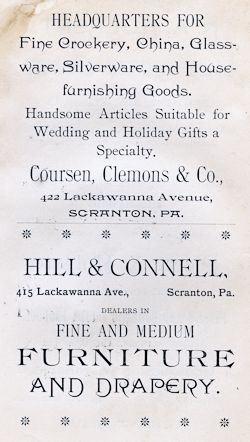 HEADQUARTERS FOR
Fine Crockery, China, Glass-
ware, Silverware, and House-
furnishing Goods.
Handsome Articles Suitable for
Wedding and Holiday Gifts a
Specialty.
Coursen, Clemons & Co.,
422 Lackawanna Avenue,
SCRANTON, PA.
HILL & CONNELL,
415 Lackawanna Ave., Scranton, Pa.
DEALERS IN
FINE AND MEDIUM
FURNITURE
AND DRAPERY.